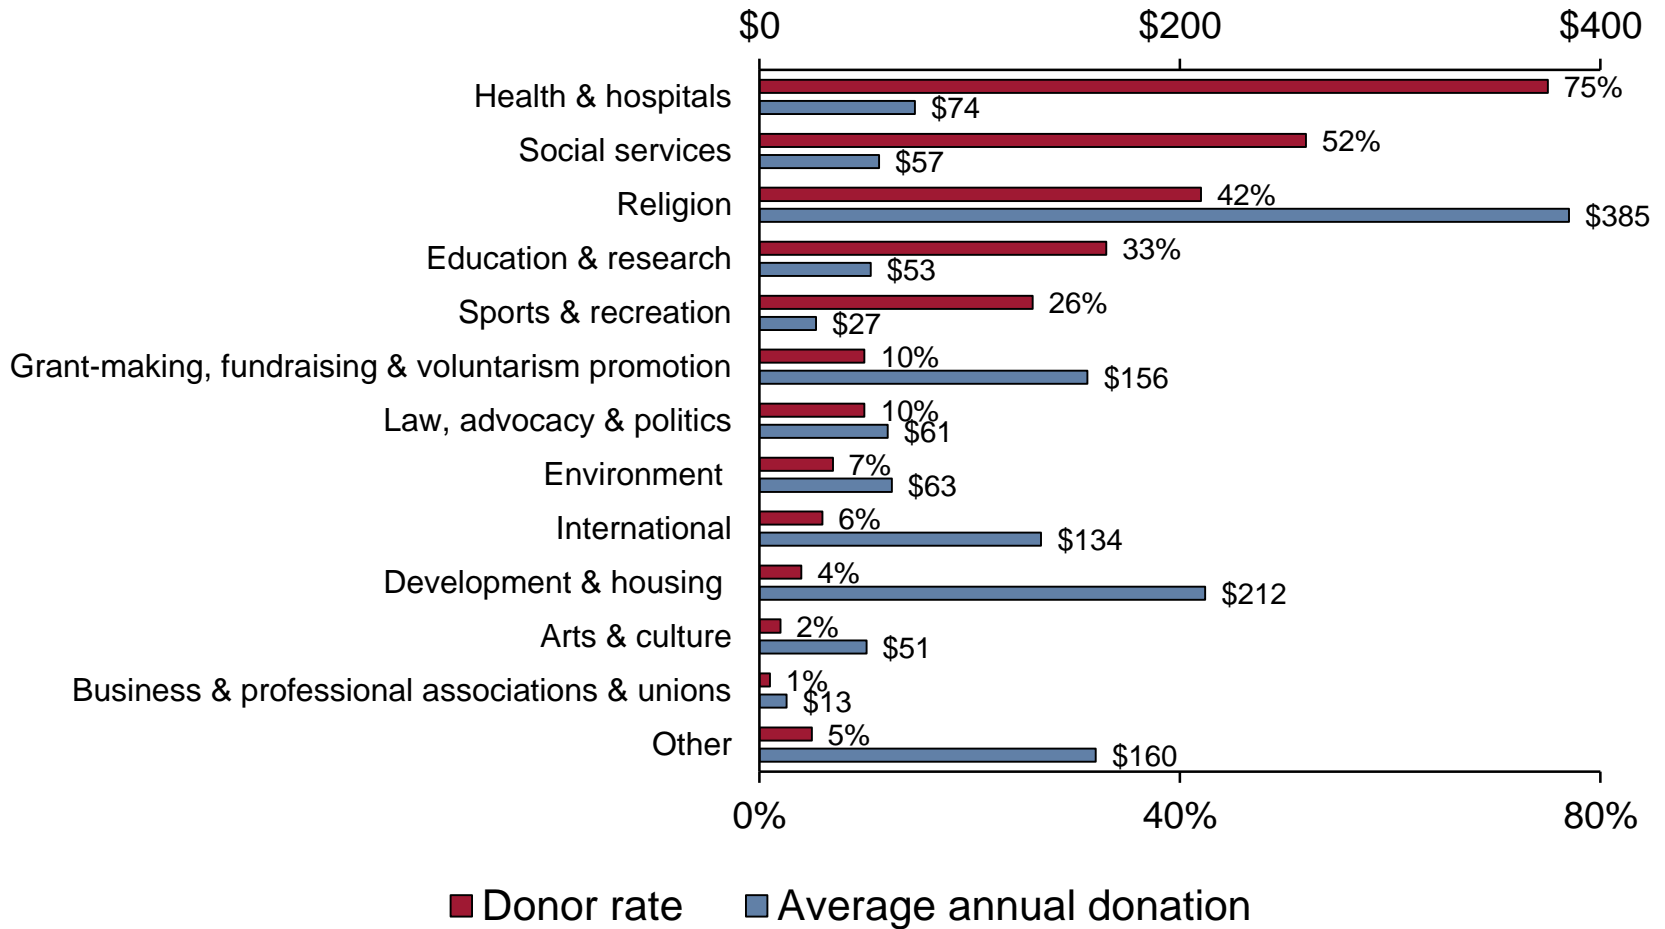 $0 $200 $400
Health & hospitals 75%
$74
Social services 52%
$57
Religion 42%
$385
Education & research 33%
$53
Sports & recreation 26%
$27
Grant-making, fundraising & voluntarism promotion 10%
$156
Law, advocacy & politics 10%
$61
Environment 7%
$63
International 6%
$134
Development & housing 4%
$212
Arts & culture 2%
$51
Business & professional associations & unions 1%
$13
Other 5%
$160
0% 40% 80%
Donor rate Average annual donation